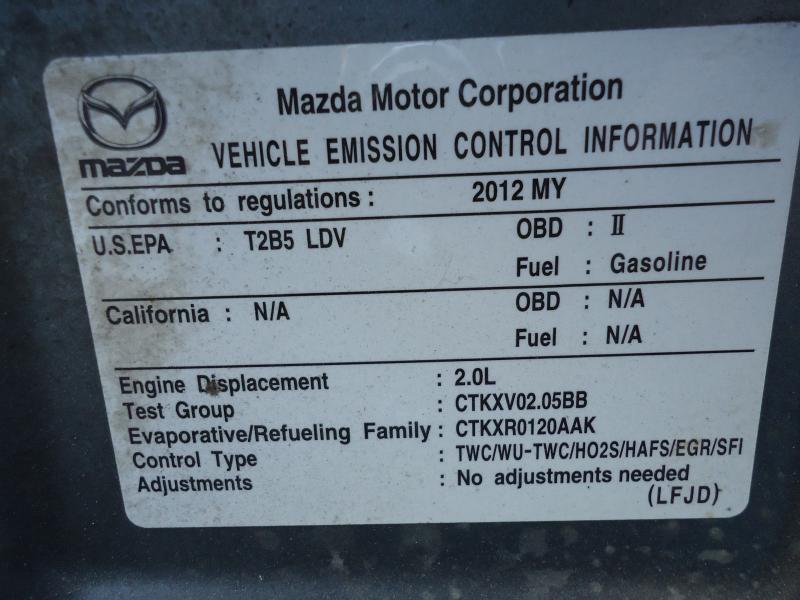 Mazda Motor Corporation
mazda VEHICLE EMISSION CONTROL INFORMATION
Conforms to regulations : 2012 MY
U.S.EPA : T2B5 LDV OBD : II
Fuel : Gasoline
California : N/A OBD : N/A
Fuel : N/A
Engine Displacement : 2.0L
Test Group : CTKXV02.05BB
Evaporative/Refueling Family : CTKXR0120AAK
Control Type : TWC/WU-TWC/HO2S/HAFS/EGR/SFI
Adjustments : No adjustments needed
(LFJD)